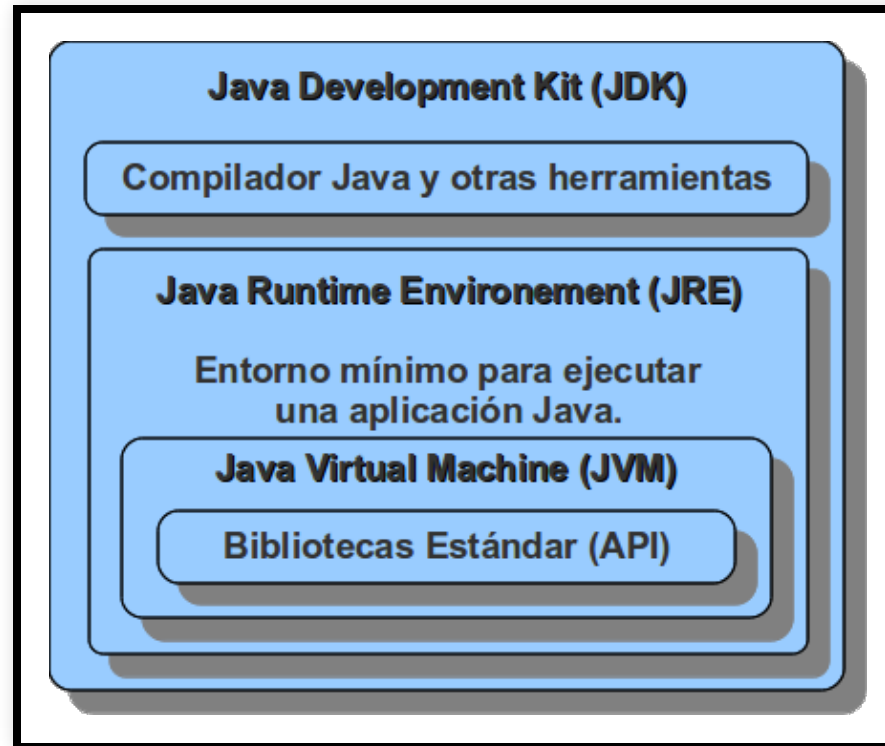 Java Development Kit (JDK)
Compilador Java y otras herramientas
Java Runtime Environement (JRE)
Entorno mínimo para ejecutar
una aplicación Java.
Java Virtual Machine (JVM)
Bibliotecas Estándar (API)